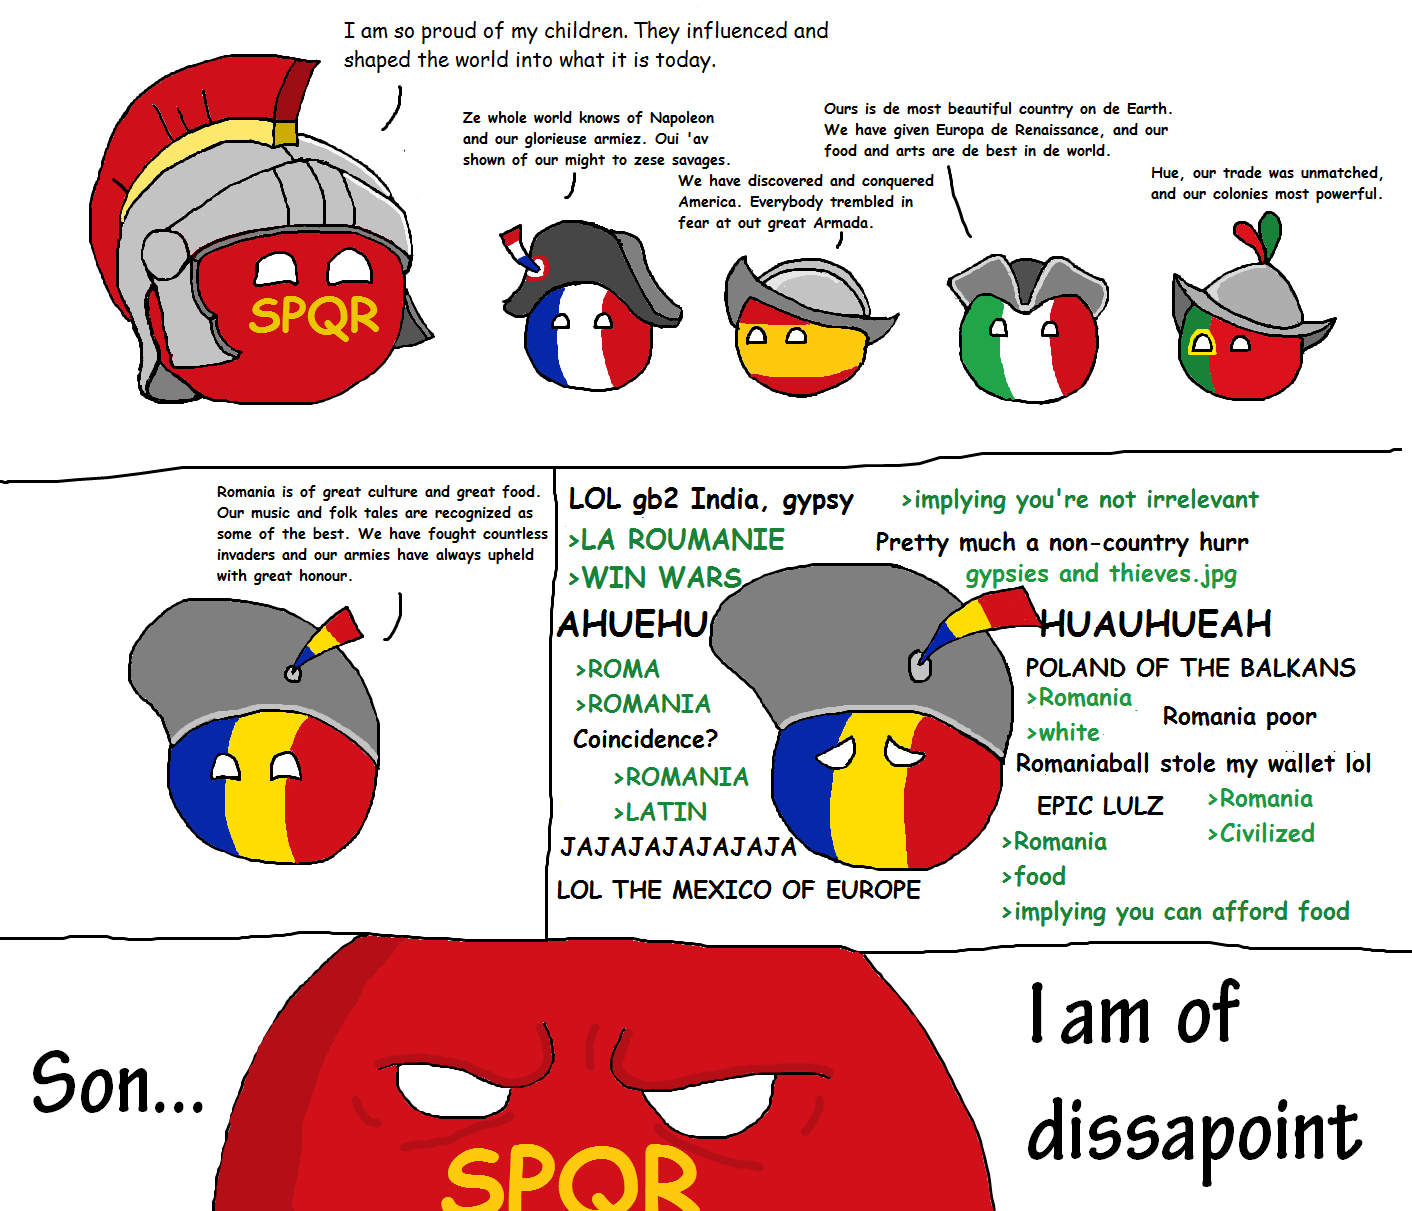 I am so proud of my children. They influenced and
shaped the world into what it is today.
Ze whole world knows of Napoleon
and our glorieuse armiez. Oui 'av
shown of our might to zese savages.
We have discovered and conquered
America. Everybody trembled in
fear at out great Armada.
Ours is de most beautiful country on de Earth.
We have given Europa de Renaissance, and our
food and arts are de best in de world.
Hue, our trade was unmatched,
and our colonies most powerful.
SPQR
Romania is of great culture and great food.
Our music and folk tales are recognized as
some of the best. We have fought countless
invaders and our armies have always upheld
with great honour.
LOL gb2 India, gypsy
>LA ROUMANIE
>WIN WARS
AHUEHU
>ROMA
>ROMANIA
Coincidence?
>ROMANIA
>LATIN
JAJAJAJAJAJAJA
LOL THE MEXICO OF EUROPE
>implying you're not irrelevant
Pretty much a non-country hurr
gypsies and thieves.jpg
HUAUHUEAH
POLAND OF THE BALKANS
>Romania
>white
Romania poor
Romaniaball stole my wallet lol
EPIC LULZ
>Romania
>Civilized
>Romania
>food
>implying you can afford food
Son...
SPQR
I am of
dissapoint